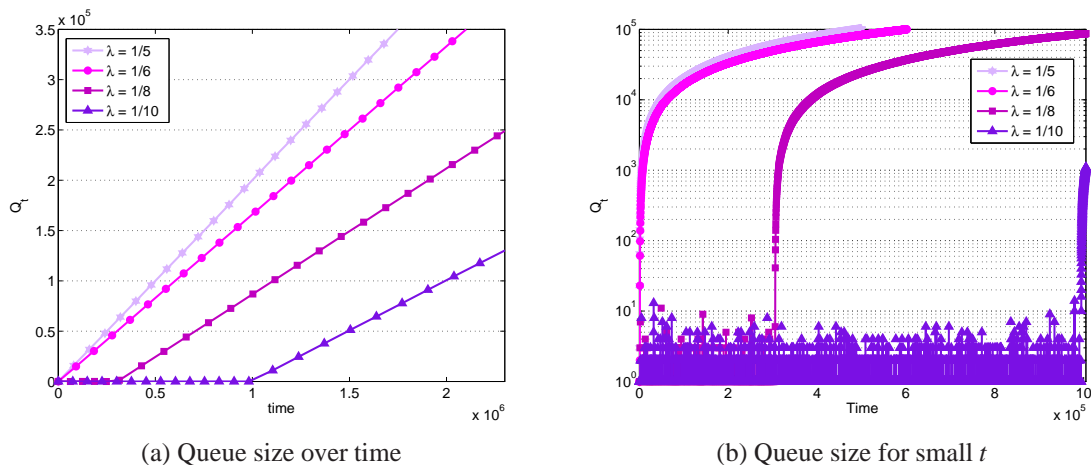 x 10^5
3.5
3
2.5
2
1.5
1
0.5
0
Q_t
λ = 1/5
λ = 1/6
λ = 1/8
λ = 1/10
0 0.5 1 1.5 2
time
x 10^6
(a) Queue size over time
10^5
10^4
10^3
10^2
10^1
10^0
Q_t
λ = 1/5
λ = 1/6
λ = 1/8
λ = 1/10
0 2 4 6 8 10
Time
x 10^5
(b) Queue size for small t